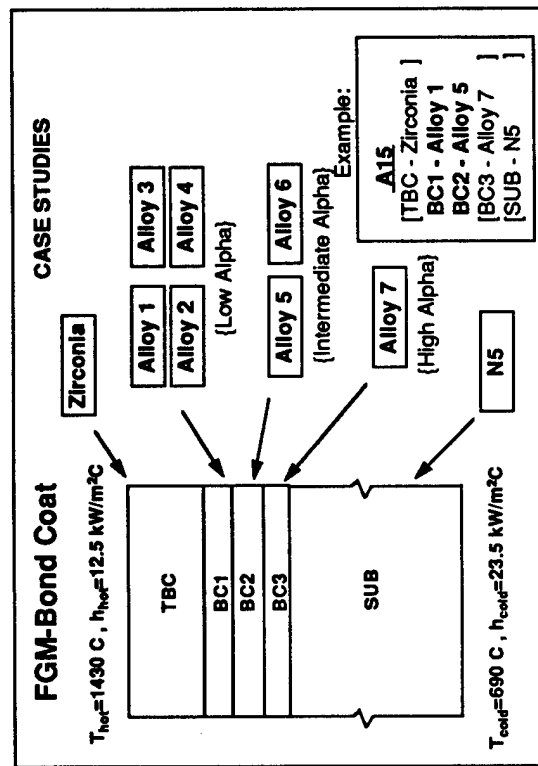 FGM-Bond Coat
CASE STUDIES
T_hot=1430 C , h_hot=12.5 kW/m²C
TBC
BC1
BC2
BC3
SUB
T_cold=690 C , h_cold=23.5 kW/m²C
Zirconia
Alloy 1
Alloy 3
Alloy 2
Alloy 4
{Low Alpha}
Alloy 5
Alloy 6
{Intermediate Alpha}
Alloy 7
{High Alpha}
N5
Example:
A15
[TBC - Zirconia ]
BC1 - Alloy 1
BC2 - Alloy 5
[BC3 - Alloy 7 ]
[SUB - N5 ]